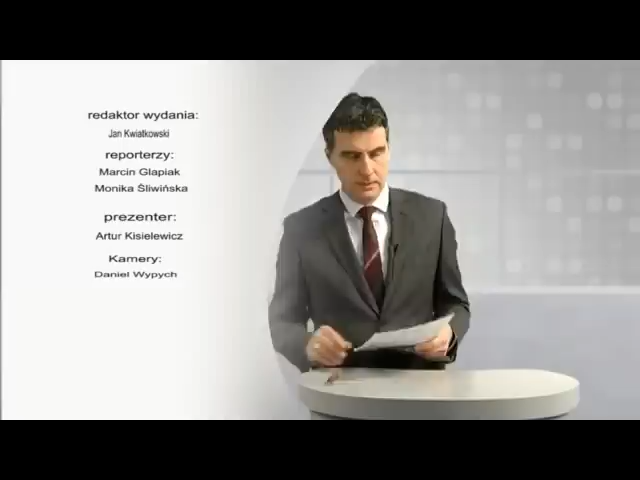 redaktor wydania:
Jan Kwiatkowski
reporterzy:
Marcin Glapiak
Monika Śliwińska
prezenter:
Artur Kisielewicz
Kamery:
Daniel Wypych